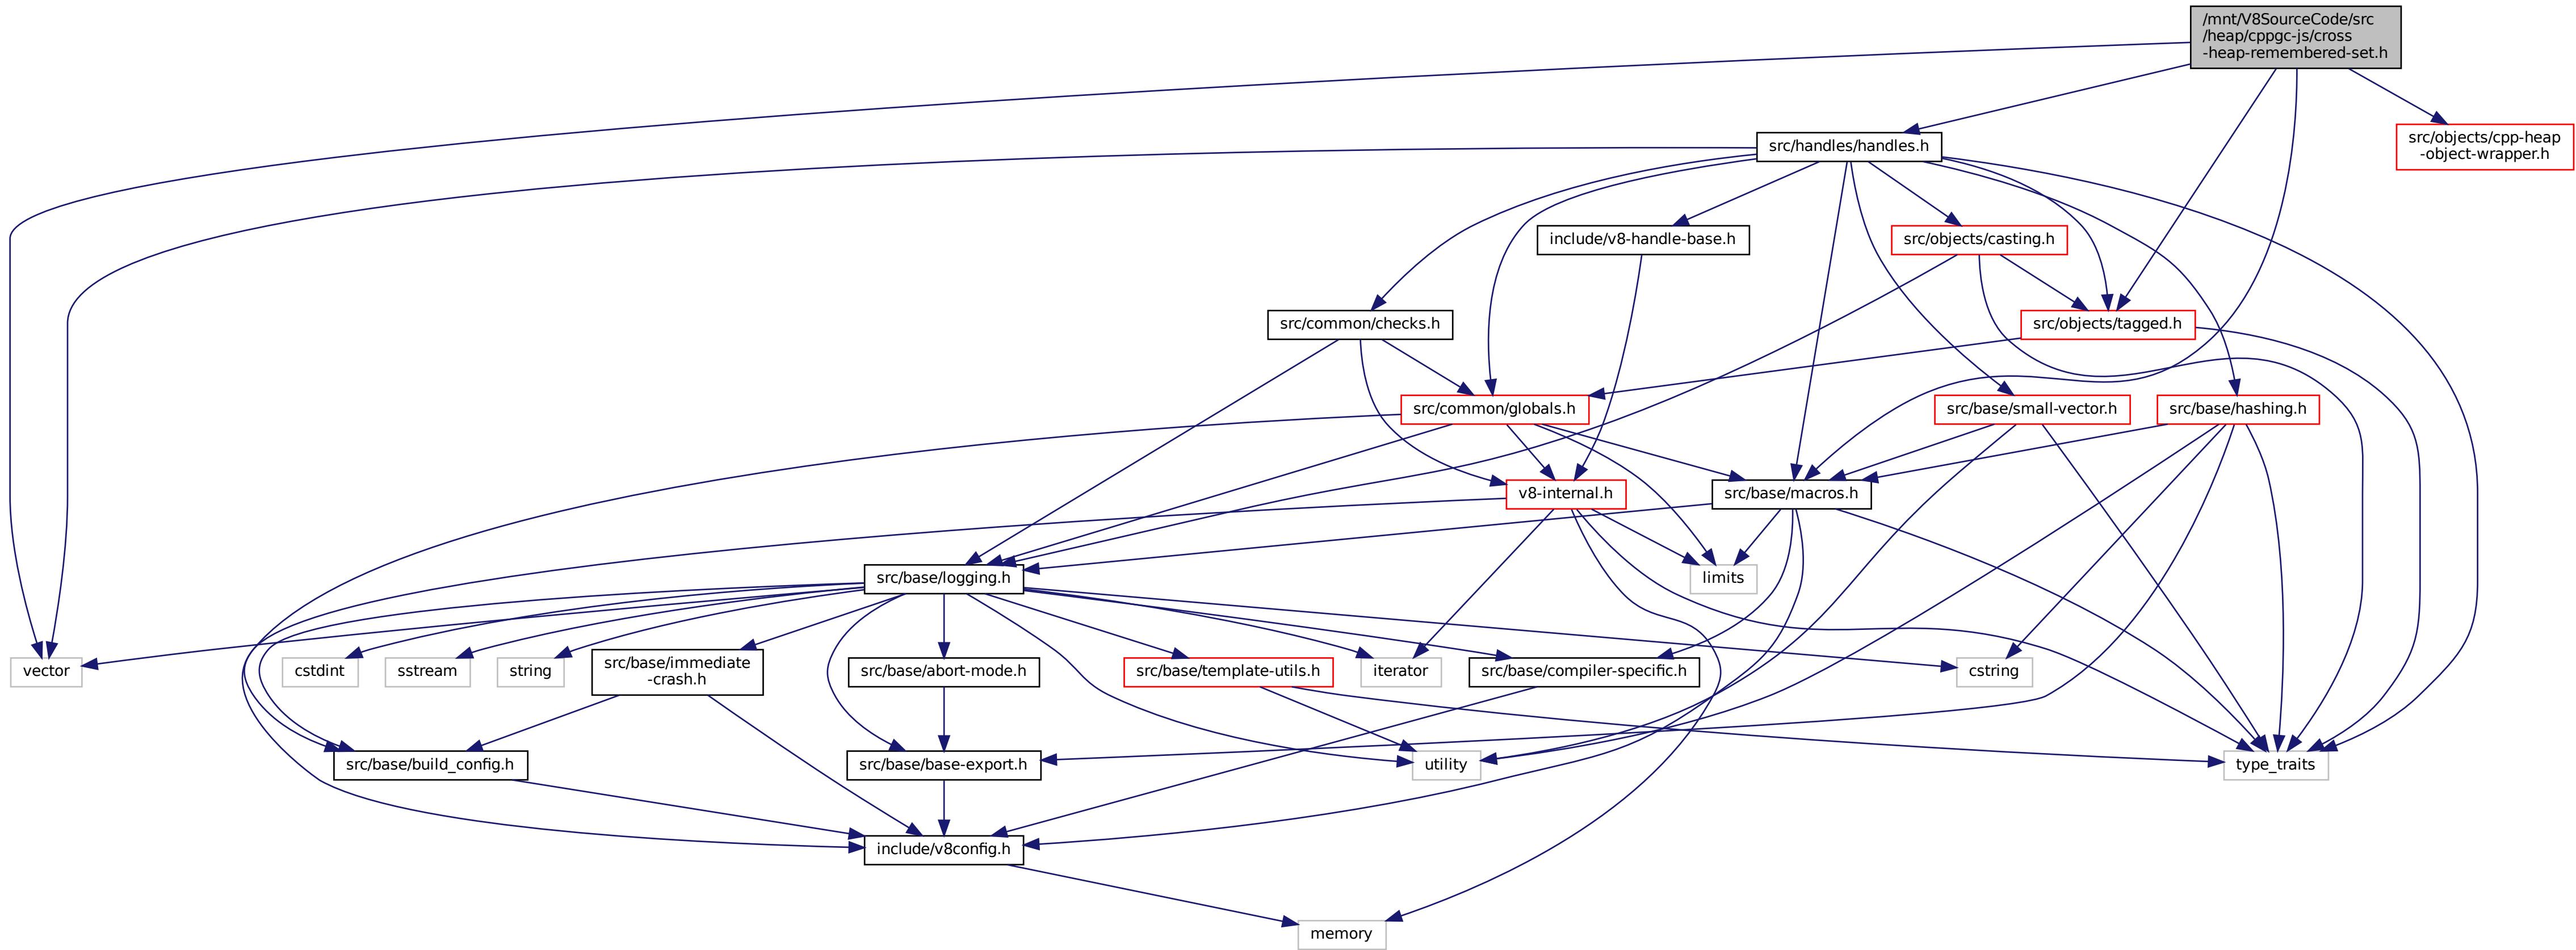 /mnt/V8SourceCode/src
/heap/cppgc-js/cross
-heap-remembered-set.h
src/handles/handles.h
src/objects/cpp-heap
-object-wrapper.h
include/v8-handle-base.h
src/objects/casting.h
src/common/checks.h
src/objects/tagged.h
src/common/globals.h
src/base/small-vector.h
src/base/hashing.h
v8-internal.h
src/base/macros.h
src/base/logging.h
limits
vector
cstdint
sstream
string
src/base/immediate
-crash.h
src/base/abort-mode.h
src/base/template-utils.h
iterator
src/base/compiler-specific.h
cstring
src/base/build_config.h
src/base/base-export.h
utility
type_traits
include/v8config.h
memory